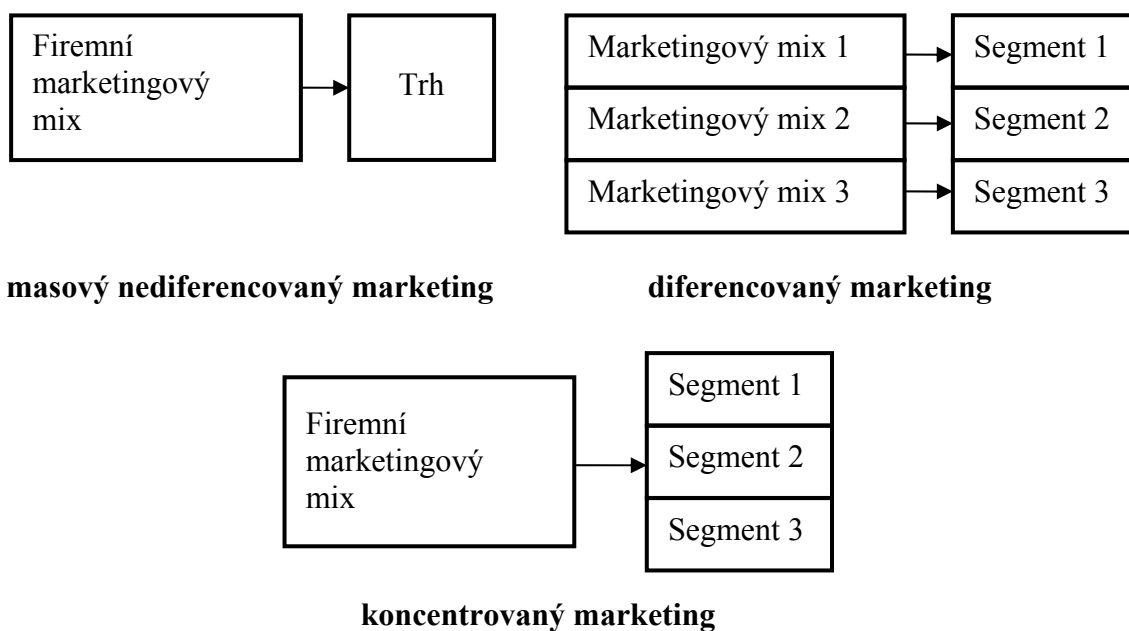 Firemní
marketingový
mix
Trh
Marketingový mix 1
Segment 1
Marketingový mix 2
Segment 2
Marketingový mix 3
Segment 3
masový nediferencovaný marketing
diferencovaný marketing
Firemní
marketingový
mix
Segment 1
Segment 2
Segment 3
koncentrovaný marketing